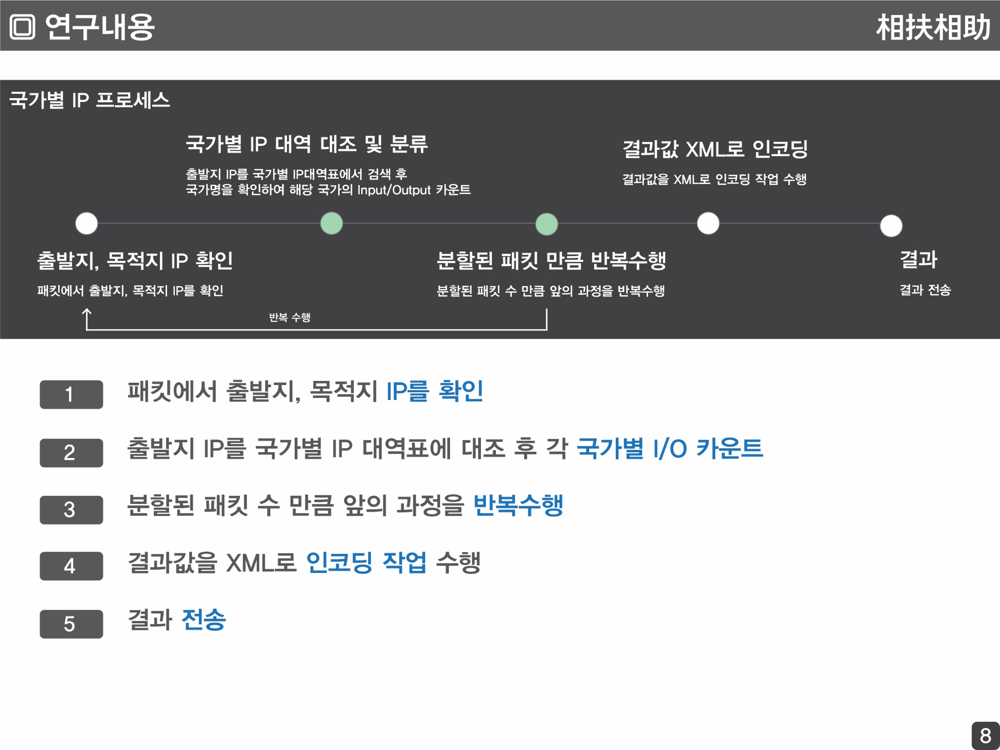 연구내용
相扶相助
국가별 IP 프로세스
국가별 IP 대역 대조 및 분류
출발지 IP를 국가별 IP대역표에서 검색 후
국가명을 확인하여 해당 국가의 Input/Output 카운트
결과값 XML로 인코딩
결과값을 XML로 인코딩 작업 수행
출발지, 목적지 IP 확인
패킷에서 출발지, 목적지 IP를 확인
분할된 패킷 만큼 반복수행
분할된 패킷 수 만큼 앞의 과정을 반복수행
결과
결과 전송
반복 수행
1 패킷에서 출발지, 목적지 IP를 확인
2 출발지 IP를 국가별 IP 대역표에 대조 후 각 국가별 I/O 카운트
3 분할된 패킷 수 만큼 앞의 과정을 반복수행
4 결과값을 XML로 인코딩 작업 수행
5 결과 전송
8